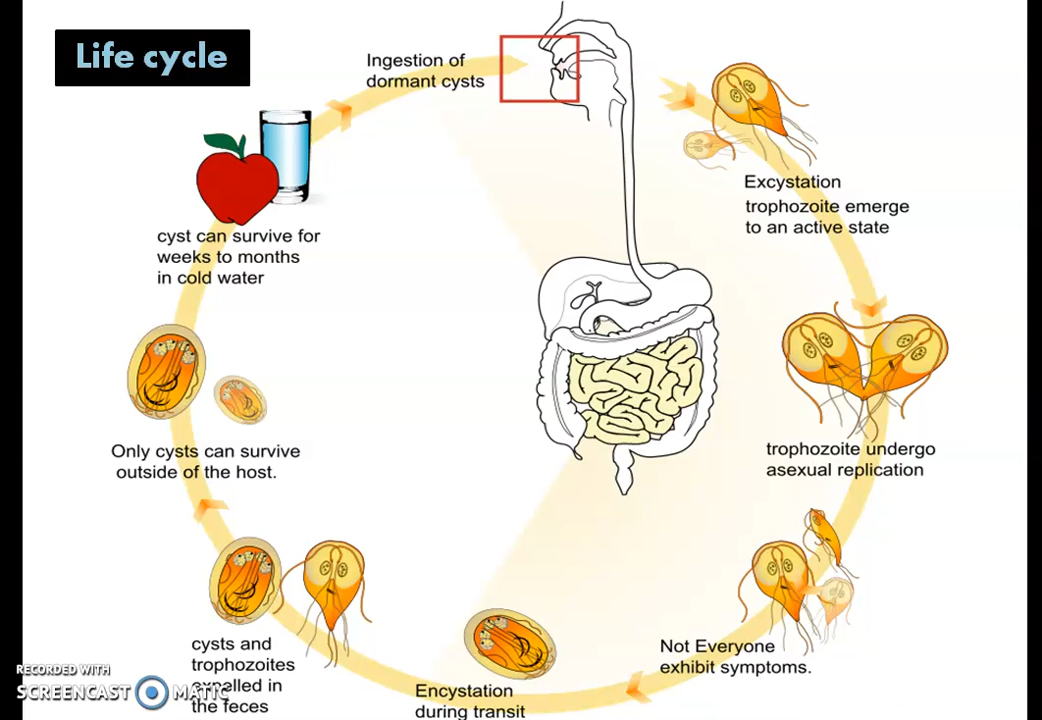 Life cycle
Ingestion of
dormant cysts
Excystation
trophozoite emerge
to an active state
cyst can survive for
weeks to months
in cold water
trophozoite undergo
asexual replication
Only cysts can survive
outside of the host.
Not Everyone
exhibit symptoms.
cysts and
trophozoites
expelled in
the feces
Encystation
during transit
RECORDED WITH
SCREENCAST MATIC